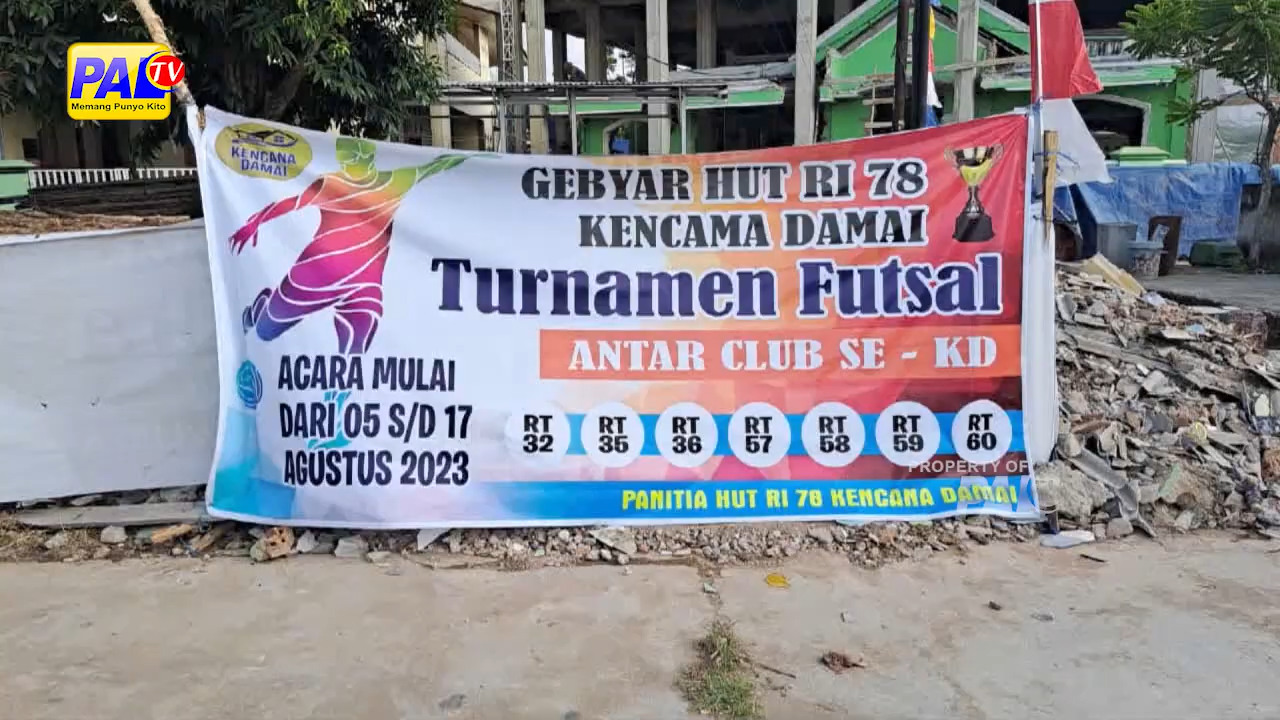 PAL TV
Memang Punyo Kito
KENCANA
DAMAI
GEBYAR HUT RI 78
KENCAMA DAMAI
Turnamen Futsal
ANTAR CLUB SE - KD
ACARA MULAI
DARI 05 S/D 17
AGUSTUS 2023
RT 32 RT 35 RT 36 RT 57 RT 58 RT 59 RT 60
PANITIA HUT RI 78 KENCANA DAMAI
PROPERTY OF